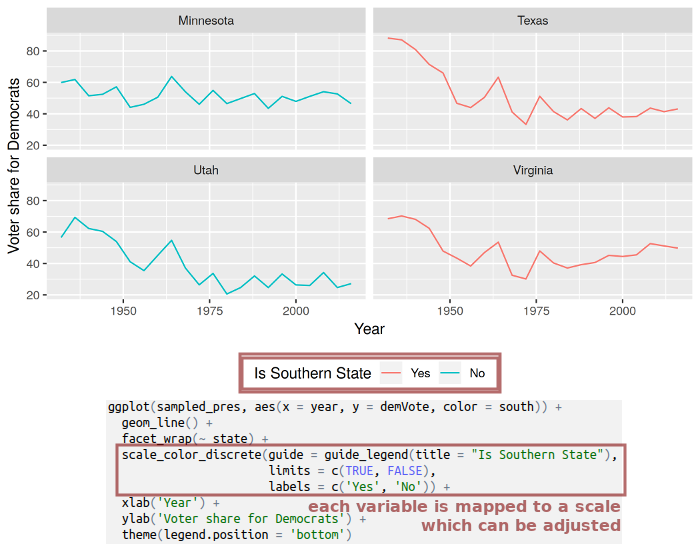 Minnesota
Texas
80
60
40
20
Utah
Virginia
80
60
40
20
1950
1975
2000
1950
1975
2000
Voter share for Democrats
Year
Is Southern State Yes No
ggplot(sampled_pres, aes(x = year, y = demVote, color = south)) +
geom_line() +
facet_wrap(~ state) +
scale_color_discrete(guide = guide_legend(title = "Is Southern State"),
limits = c(TRUE, FALSE),
labels = c('Yes', 'No')) +
xlab('Year') +
each variable is mapped to a scale
ylab('Voter share for Democrats') +
which can be adjusted
theme(legend.position = 'bottom')